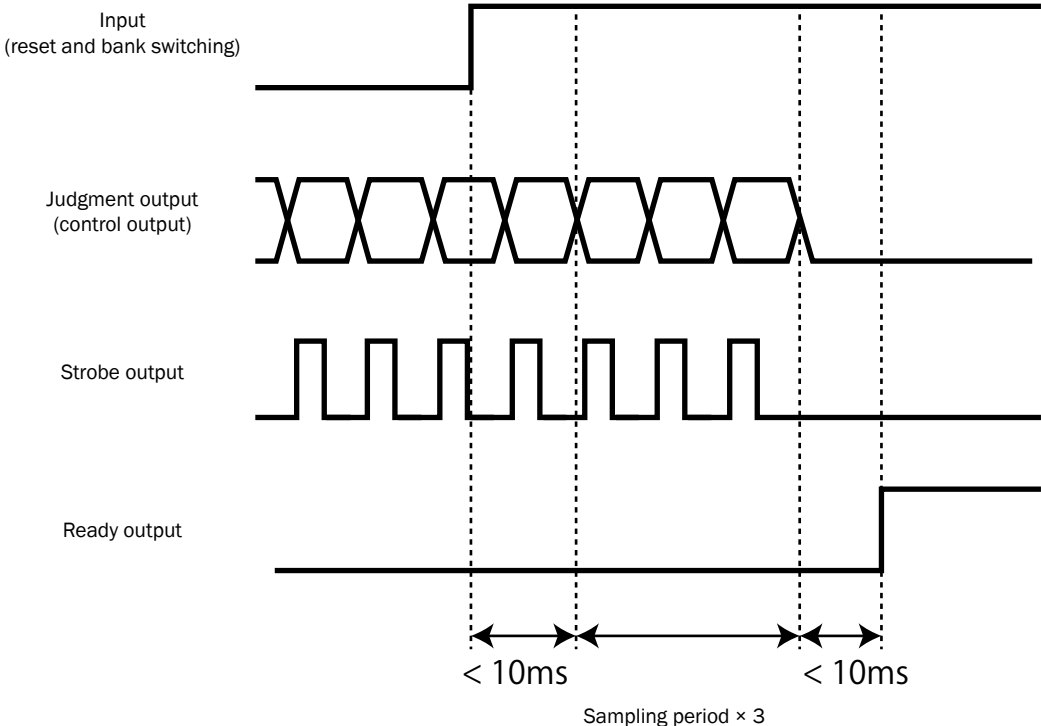 Input
(reset and bank switching)
Judgment output
(control output)
Strobe output
Ready output
< 10ms
< 10ms
Sampling period × 3